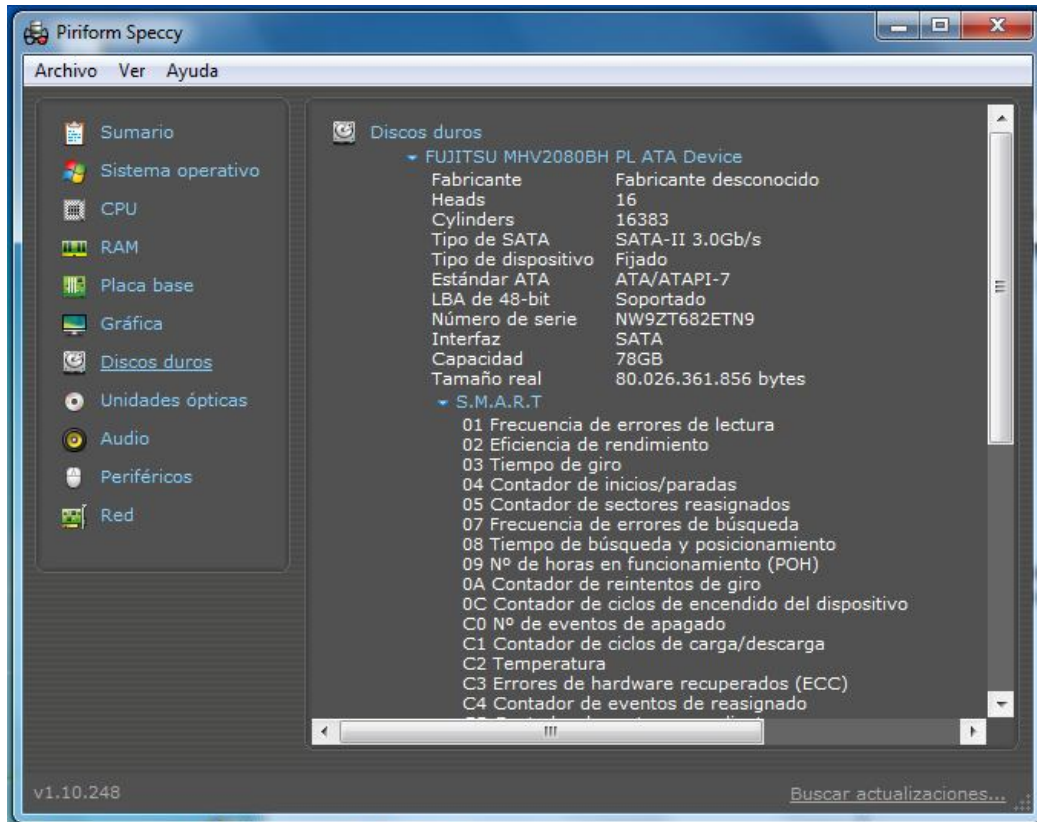 Piriform Speccy
Archivo Ver Ayuda
Sumario
Sistema operativo
CPU
RAM
Placa base
Gráfica
Discos duros
Unidades ópticas
Audio
Periféricos
Red
Discos duros
FUJITSU MHV2080BH PL ATA Device
Fabricante Fabricante desconocido
Heads 16
Cylinders 16383
Tipo de SATA SATA-II 3.0Gb/s
Tipo de dispositivo Fijado
Estándar ATA ATA/ATAPI-7
LBA de 48-bit Soportado
Número de serie NW9ZT682ETN9
Interfaz SATA
Capacidad 78GB
Tamaño real 80.026.361.856 bytes
S.M.A.R.T
01 Frecuencia de errores de lectura
02 Eficiencia de rendimiento
03 Tiempo de giro
04 Contador de inicios/paradas
05 Contador de sectores reasignados
07 Frecuencia de errores de búsqueda
08 Tiempo de búsqueda y posicionamiento
09 Nº de horas en funcionamiento (POH)
0A Contador de reintentos de giro
0C Contador de ciclos de encendido del dispositivo
C0 Nº de eventos de apagado
C1 Contador de ciclos de carga/descarga
C2 Temperatura
C3 Errores de hardware recuperados (ECC)
C4 Contador de eventos de reasignado
v1.10.248
Buscar actualizaciones...